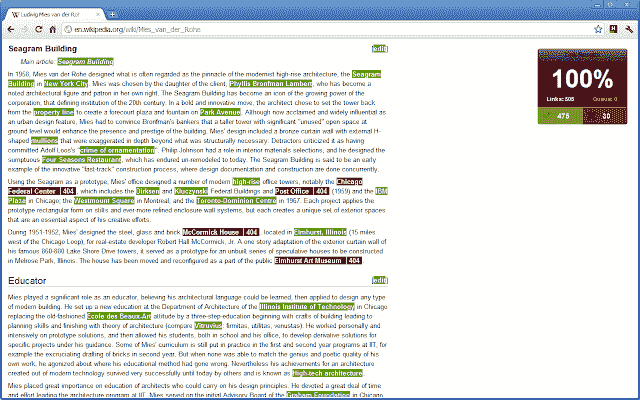 Ludwig Mies van der Ro
en.wikipedia.org/wiki/Mies_van_der_Rohe
Seagram Building [edit]
Main article: Seagram Building
In 1958, Mies van der Rohe designed what is often regarded as the pinnacle of the modernist high-rise architecture, the Seagram
Building in New York City. Mies was chosen by the daughter of the client, Phyllis Bronfman Lambert, who has become a
noted architectural figure and patron in her own right. The Seagram Building has become an icon of the growing power of the
corporation, that defining institution of the 20th century. In a bold and innovative move, the architect chose to set the tower back
from the property line to create a forecourt plaza and fountain on Park Avenue. Although now acclaimed and widely influential as
an urban design feature, Mies had to convince Bronfman's bankers that a taller tower with significant "unused" open space at
ground level would enhance the presence and prestige of the building. Mies' design included a bronze curtain wall with external H-
shaped mullions that were exaggerated in depth beyond what was structurally necessary. Detractors criticized it as having
committed Adolf Loos's "crime of ornamentation". Philip Johnson had a role in interior materials selections, and he designed the
sumptuous Four Seasons Restaurant, which has endured un-remodeled to today. The Seagram Building is said to be an early
example of the innovative "fast-track" construction process, where design documentation and construction are done concurrently.
Using the Seagram as a prototype, Mies' office designed a number of modern high-rise office towers, notably the Chicago
Federal Center | 404, which includes the Dirksen and Kluczynski Federal Buildings and Post Office | 404 (1959) and the IBM
Plaza in Chicago; the Westmount Square in Montreal, and the Toronto-Dominion Centre in 1967. Each project applies the
prototype rectangular form on stilts and ever-more refined enclosure wall systems, but each creates a unique set of exterior spaces
that are an essential aspect of his creative efforts.
During 1951-1952, Mies' designed the steel, glass and brick McCormick House | 404, located in Elmhurst, Illinois (15 miles
west of the Chicago Loop), for real-estate developer Robert Hall McCormick, Jr. A one story adaptation of the exterior curtain wall of
his famous 860-880 Lake Shore Drive towers, it served as a prototype for an unbuilt series of speculative houses to be constructed
in Melrose Park, Illinois. The house has been moved and reconfigured as a part of the public Elmhurst Art Museum | 404.
Educator [edit]
Mies played a significant role as an educator, believing his architectural language could be learned, then applied to design any type
of modern building. He set up a new education at the Department of Architecture of the Illinois Institute of Technology in Chicago
replacing the old-fashioned Ecole des Beaux-Art altitude by a three-step-education beginning with crafts of building leading to
planning skills and finishing with theory of architecture (compare Vitruvius: firmitas, utilitas, venustas). He worked personally and
intensively on prototype solutions, and then allowed his students, both in school and his office, to develop derivative solutions for
specific projects under his guidance. Some of Mies' curriculum is still put in practice in the first and second year programs at IIT, for
example the excruciating drafting of bricks in second year. But when none was able to match the genius and poetic quality of his
own work, he agonized about where his educational method had gone wrong. Nevertheless his achievements for an architecture
created out of modern technology survived very successfully until today by others and is known as High-tech architecture.
Mies placed great importance on education of architects who could carry on his design principles. He devoted a great deal of time
and effort leading the architecture program at IIT. Mies served on the initial Advisory Board of the Graham Foundation in Chicago.
100%
Links: 505 Queue: 0
475 30